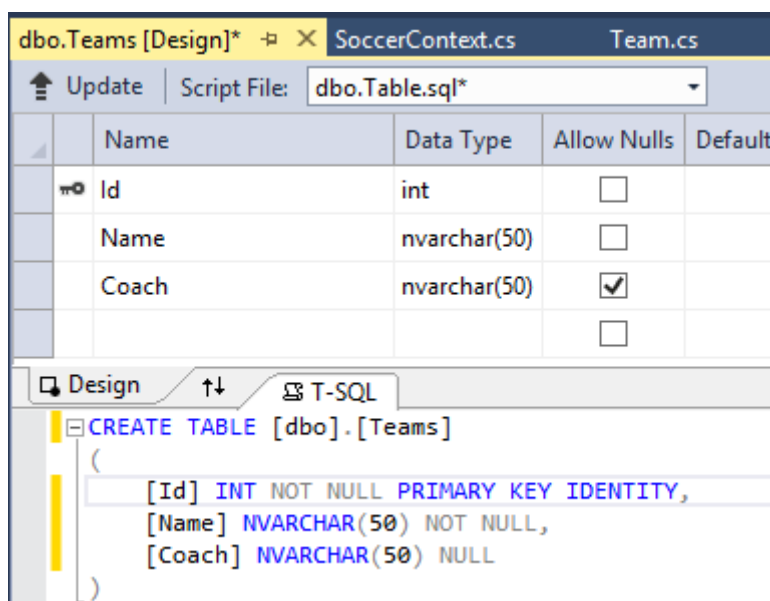 dbo.Teams [Design]* SoccerContext.cs Team.cs
Update Script File: dbo.Table.sql*
Name Data Type Allow Nulls Default
Id int
Name nvarchar(50)
Coach nvarchar(50)
Design T-SQL
CREATE TABLE [dbo].[Teams]
(
[Id] INT NOT NULL PRIMARY KEY IDENTITY,
[Name] NVARCHAR(50) NOT NULL,
[Coach] NVARCHAR(50) NULL
)